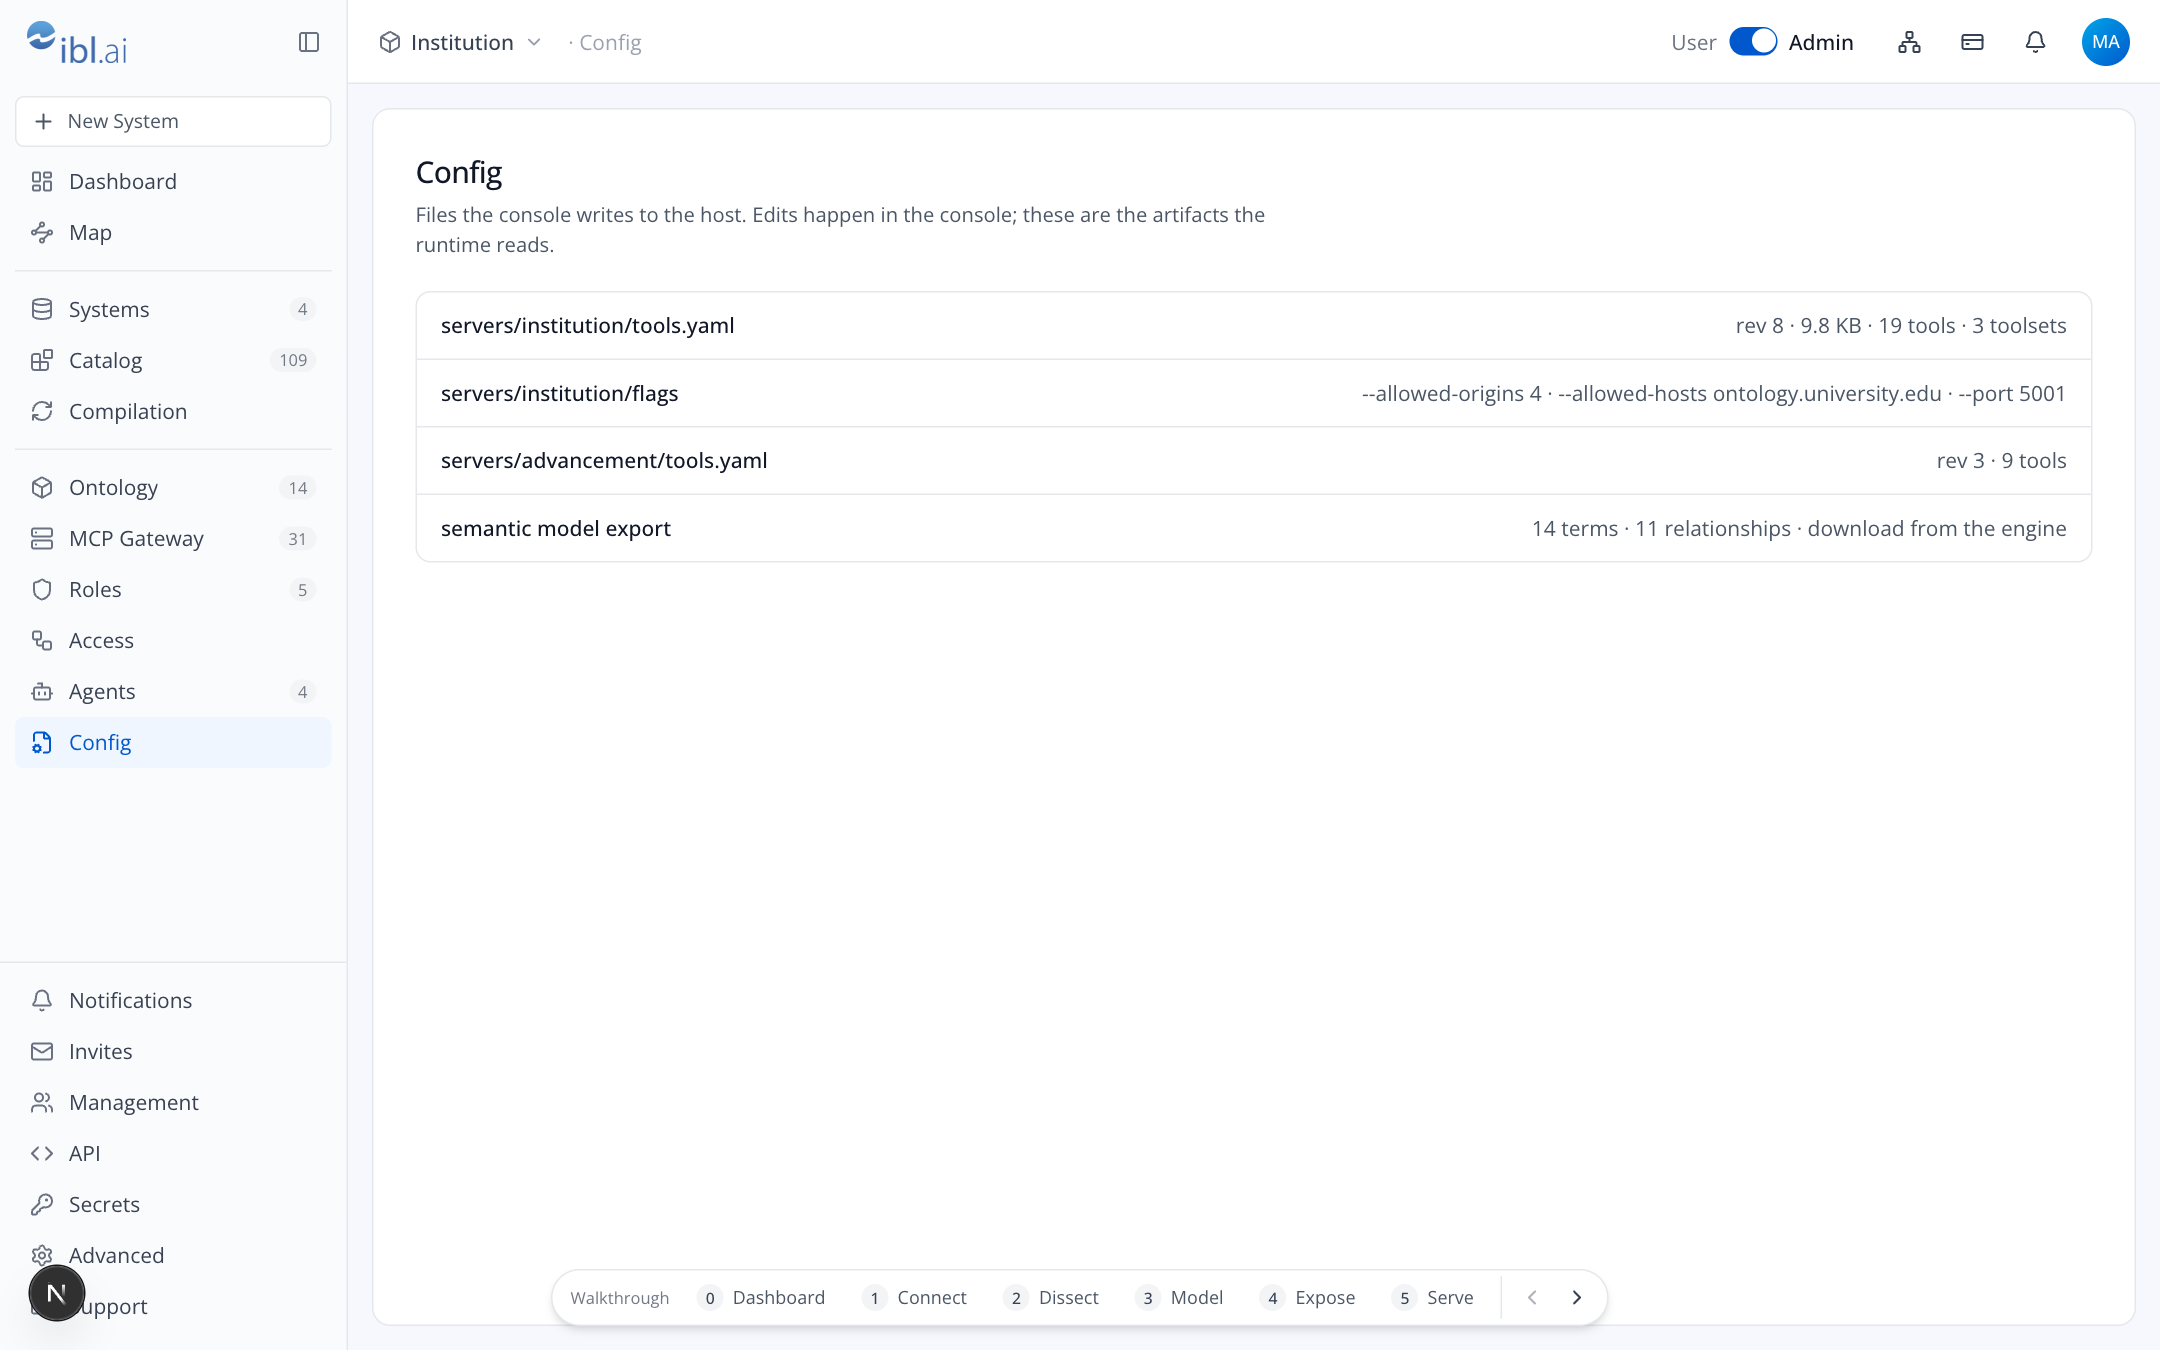 ibl.ai
New System
Dashboard
Map
Systems 4
Catalog 109
Compilation
Ontology 14
MCP Gateway 31
Roles 5
Access
Agents 4
Config
Notifications
Invites
Management
API
Secrets
Advanced
upport
N
Institution · Config
User Admin
MA
Config
Files the console writes to the host. Edits happen in the console; these are the artifacts the
runtime reads.
servers/institution/tools.yaml rev 8 · 9.8 KB · 19 tools · 3 toolsets
servers/institution/flags --allowed-origins 4 · --allowed-hosts ontology.university.edu · --port 5001
servers/advancement/tools.yaml rev 3 · 9 tools
semantic model export 14 terms · 11 relationships · download from the engine
Walkthrough 0 Dashboard 1 Connect 2 Dissect 3 Model 4 Expose 5 Serve